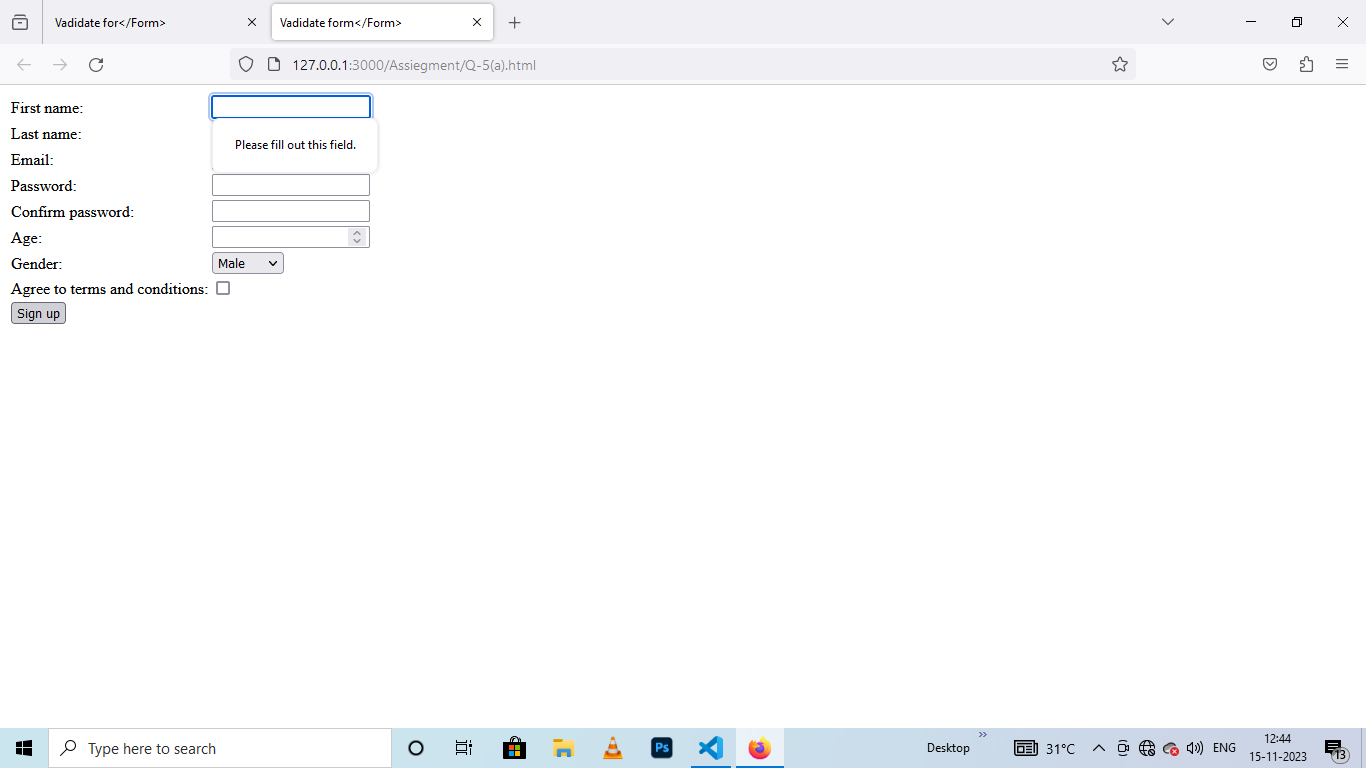 Vadidate for</Form>
Vadidate form</Form>
127.0.0.1:3000/Assiegment/Q-5(a).html
First name:
Last name:
Please fill out this field.
Email:
Password:
Confirm password:
Age:
Gender: Male
Agree to terms and conditions:
Sign up
Type here to search
Ps
Desktop
»
31°C
ENG
12:44
15-11-2023
13